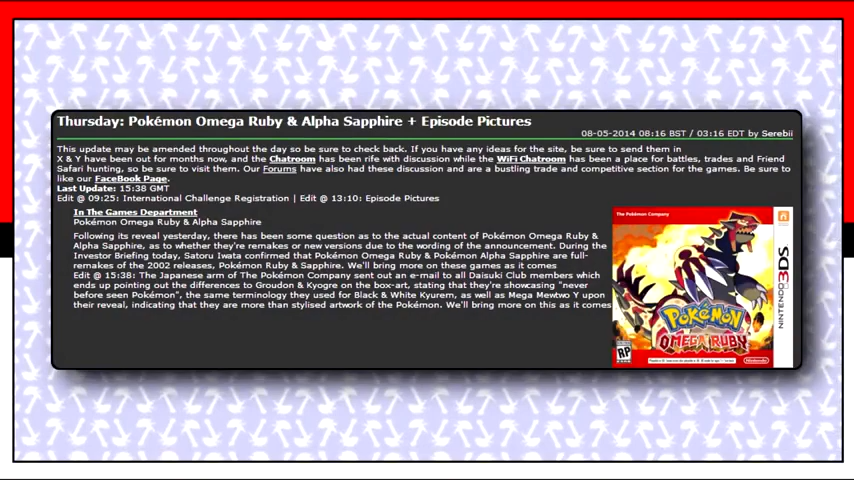 Thursday: Pokémon Omega Ruby & Alpha Sapphire + Episode Pictures
08-05-2014 08:16 BST / 03:16 EDT by Serebii
This update may be amended throughout the day so be sure to check back. If you have any ideas for the site, be sure to send them in
X & Y have been out for months now, and the Chatroom has been rife with discussion while the WiFi Chatroom has been a place for battles, trades and Friend
Safari hunting, so be sure to visit them. Our Forums have also had these discussion and are a bustling trade and competitive section for the games. Be sure to
like our FaceBook Page.
Last Update: 15:38 GMT
Edit @ 09:25: International Challenge Registration | Edit @ 13:10: Episode Pictures
In The Games Department
Pokémon Omega Ruby & Alpha Sapphire
Following its reveal yesterday, there has been some question as to the actual content of Pokémon Omega Ruby &
Alpha Sapphire, as to whether they're remakes or new versions due to the wording of the announcement. During the
Investor Briefing today, Satoru Iwata confirmed that Pokémon Omega Ruby & Pokémon Alpha Sapphire are full-
remakes of the 2002 releases, Pokémon Ruby & Sapphire. We'll bring more on these games as it comes
Edit @ 15:38: The Japanese arm of The Pokémon Company sent out an e-mail to all Daisuki Club members which
ends up pointing out the differences to Groudon & Kyogre on the box-art, stating that they're showcasing "never
before seen Pokémon", the same terminology they used for Black & White Kyurem, as well as Mega Mewtwo Y upon
their reveal, indicating that they are more than stylised artwork of the Pokémon. We'll bring more on this as it comes
The Pokémon Company
NINTENDO 3DS
POKÉMON
OMEGA RUBY
RP
Nintendo